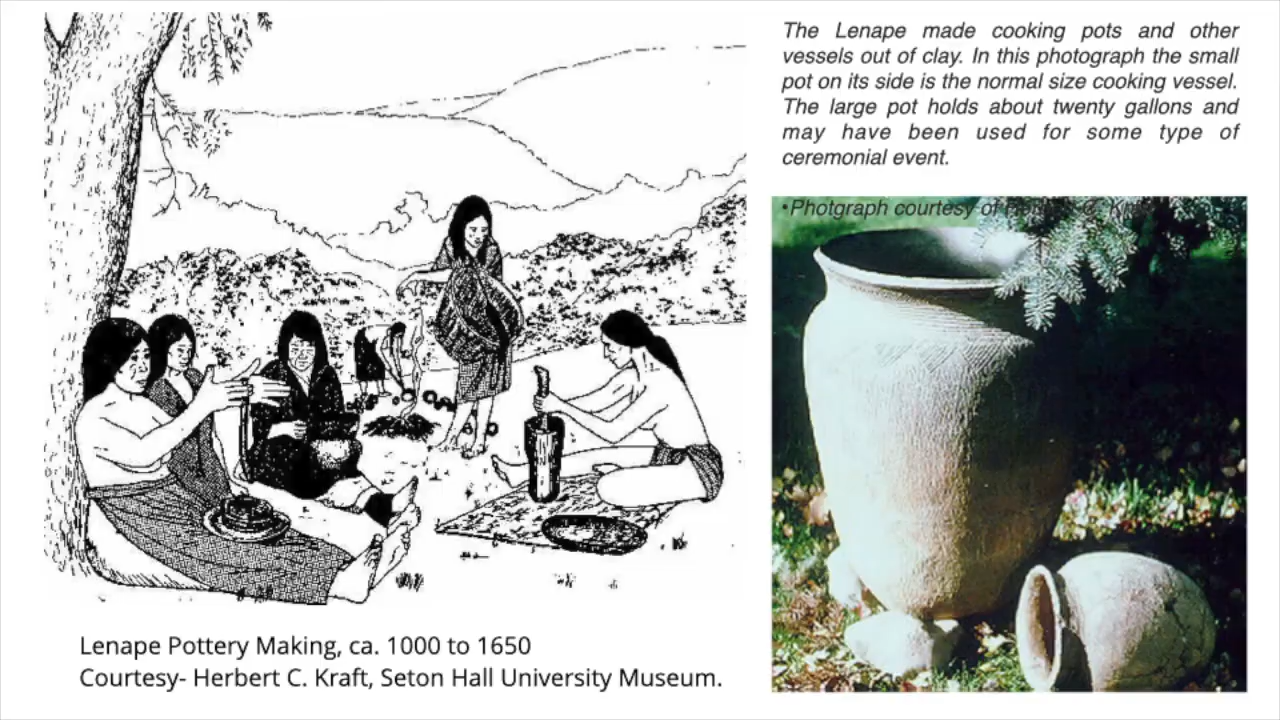 The Lenape made cooking pots and other
vessels out of clay. In this photograph the small
pot on its side is the normal size cooking vessel.
The large pot holds about twenty gallons and
may have been used for some type of
ceremonial event.
•Photgraph courtesy of
Lenape Pottery Making, ca. 1000 to 1650
Courtesy- Herbert C. Kraft, Seton Hall University Museum.